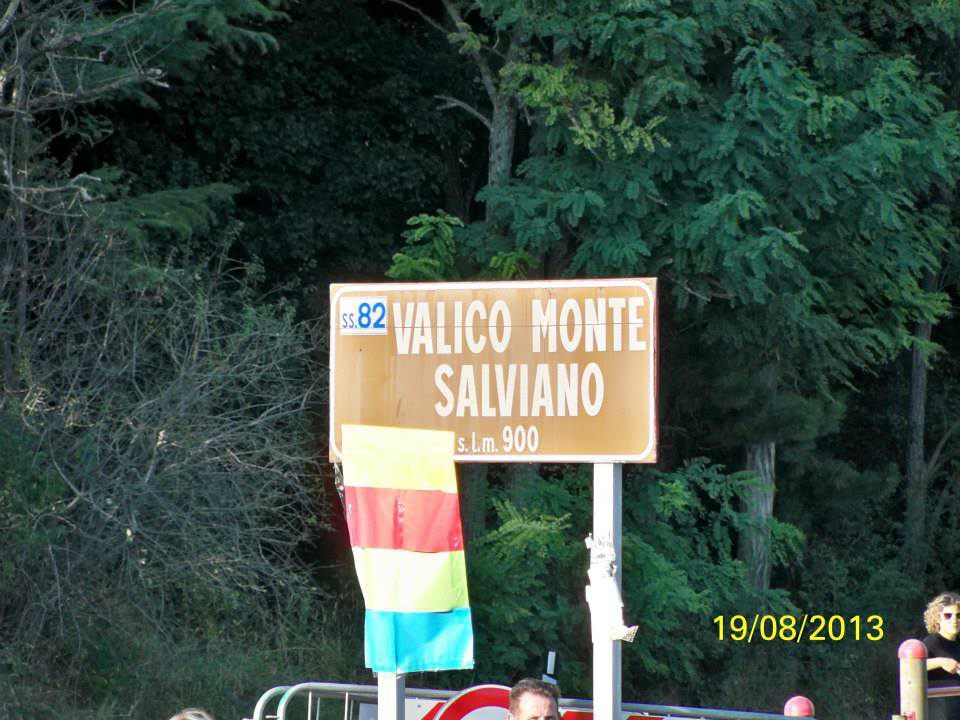 SS.82 VALICO MONTE
SALVIANO
s.l.m. 900
19/08/2013